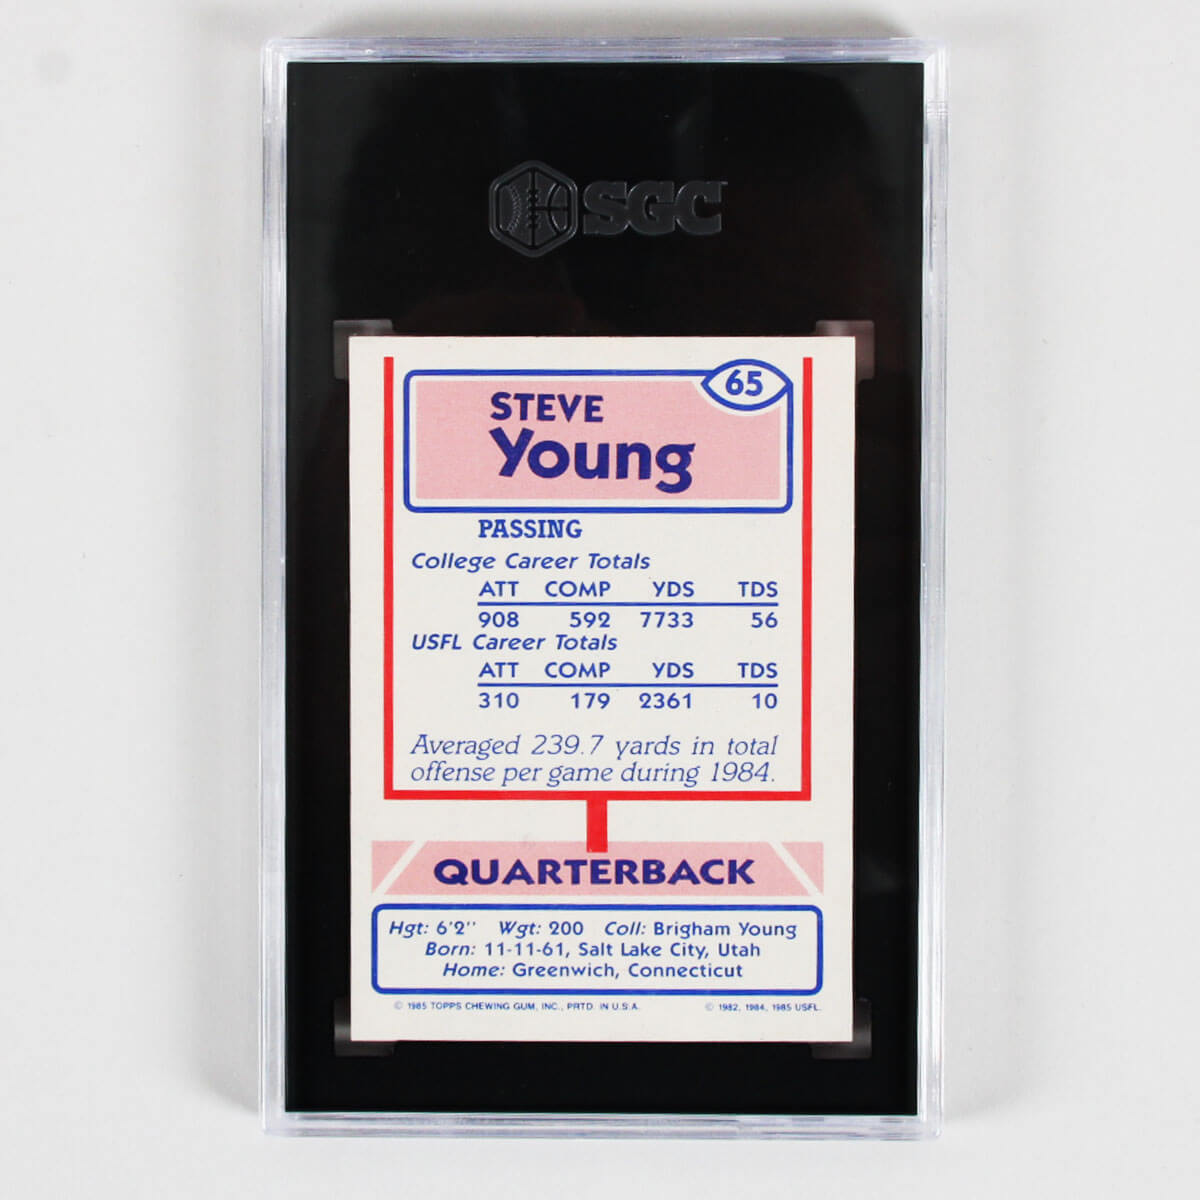 SGC
65
STEVE
Young
PASSING
College Career Totals
ATT COMP YDS TDS
908 592 7733 56
USFL Career Totals
ATT COMP YDS TDS
310 179 2361 10
Averaged 239.7 yards in total
offense per game during 1984.
QUARTERBACK
Hgt: 6'2" Wgt: 200 Coll: Brigham Young
Born: 11-11-61, Salt Lake City, Utah
Home: Greenwich, Connecticut
© 1985 TOPPS CHEWING GUM, INC., PRTD. IN U.S.A. © 1982, 1984, 1985 USFL.